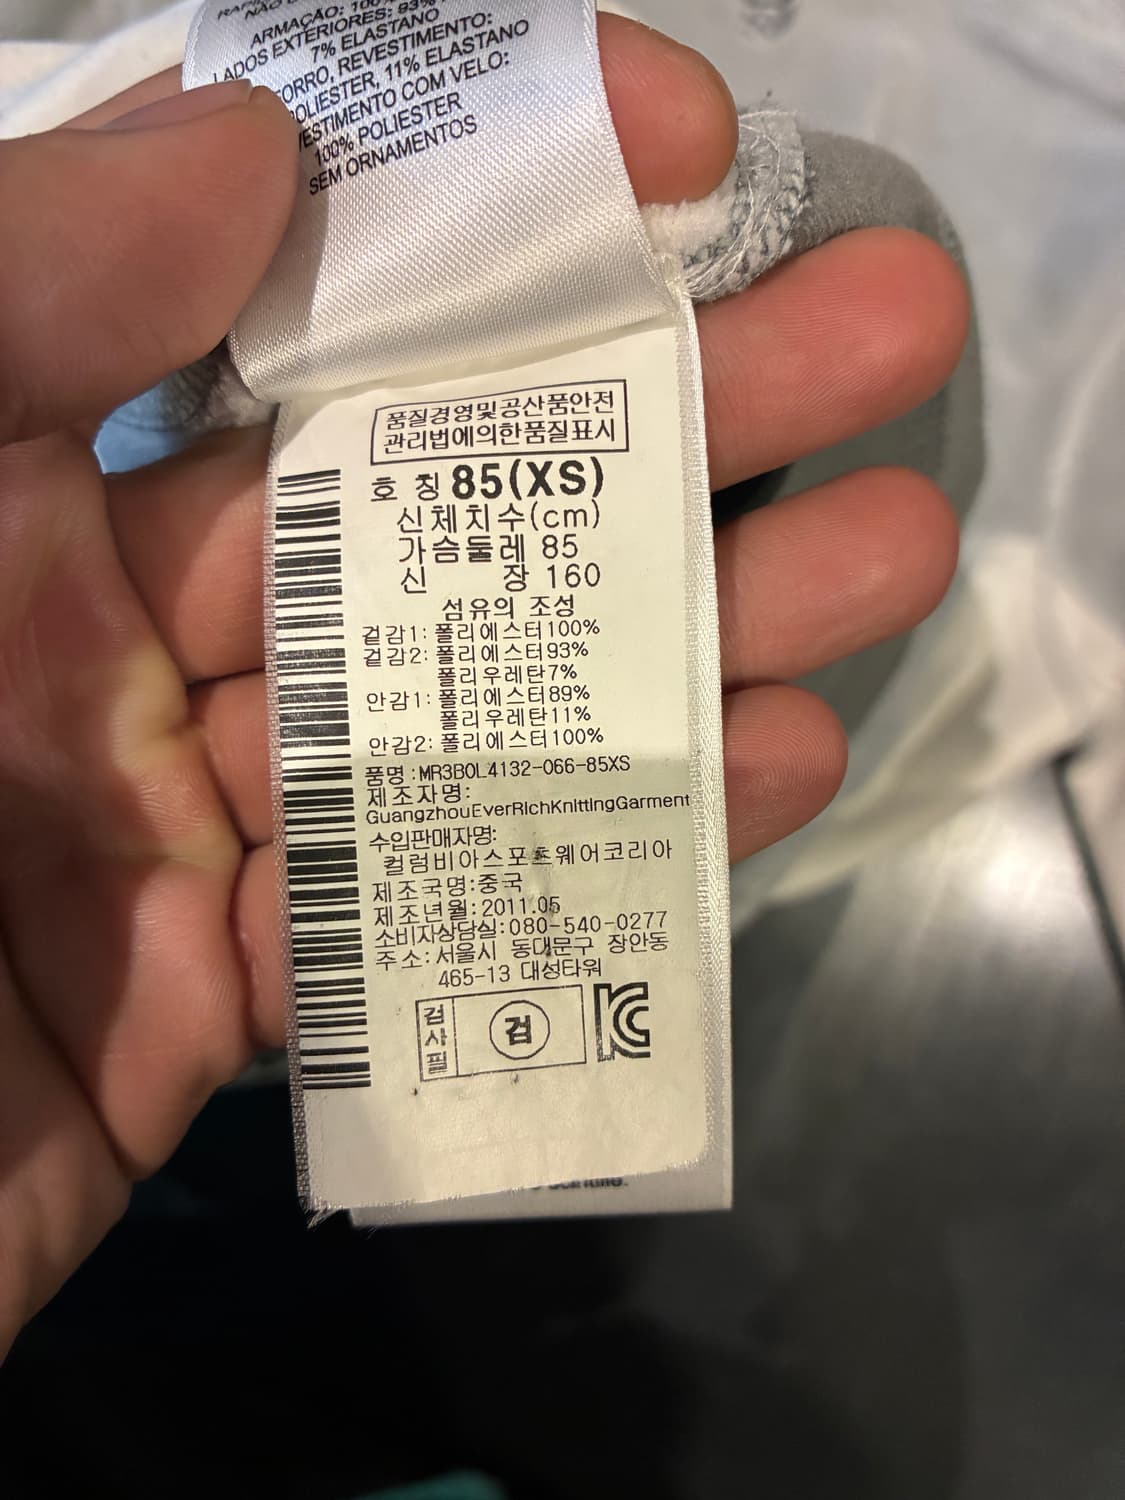 NÃO
ARMAÇÃO: 100%
LADOS EXTERIORES: 93%
7% ELASTANO
FORRO, REVESTIMENTO:
POLIESTER, 11% ELASTANO
VESTIMENTO COM VELO:
100% POLIESTER
SEM ORNAMENTOS
품질경영및공산품안전
관리법에의한품질표시
호 칭 85(XS)
신체치수(cm)
가슴둘레 85
신 장 160
섬유의 조성
겉감1: 폴리에스터100%
겉감2: 폴리에스터93%
폴리우레탄7%
안감1: 폴리에스터89%
폴리우레탄11%
안감2: 폴리에스터100%
품명:MR3BOL4132-066-85XS
제조자명:
GuangzhouEverRichKnittingGarment
수입판매자명:
컬럼비아스포츠웨어코리아
제조국명:중국
제조년월:2011.05
소비자상담실:080-540-0277
주소:서울시 동대문구 장안동
465-13 대성타워
검사필
검
KC